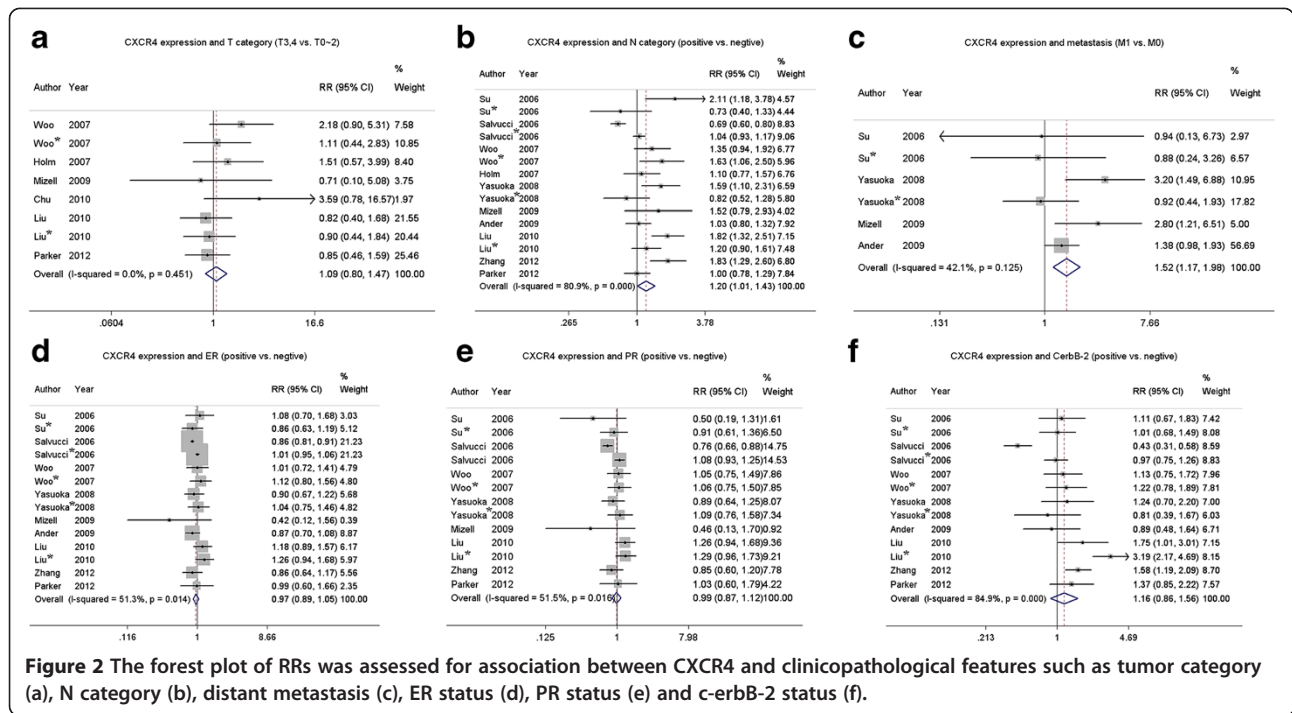 a
CXCR4 expression and T category (T3,4 vs. T0~2)
%
Author Year RR (95% CI) Weight
Woo 2007 2.18 (0.90, 5.31) 7.58
Woo* 2007 1.11 (0.44, 2.83) 10.85
Holm 2007 1.51 (0.57, 3.99) 8.40
Mizell 2009 0.71 (0.10, 5.08) 3.75
Chu 2010 3.59 (0.78, 16.57) 1.97
Liu 2010 0.82 (0.40, 1.68) 21.55
Liu* 2010 0.90 (0.44, 1.84) 20.44
Parker 2012 0.85 (0.46, 1.59) 25.46
Overall (I-squared = 0.0%, p = 0.451) 1.09 (0.80, 1.47) 100.00
.0604 1 16.6
b
CXCR4 expression and N category (positive vs. negtive)
%
Author Year RR (95% CI) Weight
Su 2006 2.11 (1.18, 3.78) 4.57
Su* 2006 0.73 (0.40, 1.33) 4.44
Salvucci 2006 0.69 (0.60, 0.80) 8.83
Salvucci* 2006 1.04 (0.93, 1.17) 9.06
Woo 2007 1.35 (0.94, 1.92) 6.77
Woo* 2007 1.63 (1.06, 2.50) 5.96
Holm 2007 1.10 (0.77, 1.57) 6.76
Yasuoka 2008 1.59 (1.10, 2.31) 6.59
Yasuoka* 2008 0.82 (0.52, 1.28) 5.80
Mizell 2009 1.52 (0.79, 2.93) 4.02
Ander 2009 1.03 (0.80, 1.32) 7.92
Liu 2010 1.82 (1.32, 2.51) 7.15
Liu* 2010 1.20 (0.90, 1.61) 7.48
Zhang 2012 1.83 (1.29, 2.60) 6.80
Parker 2012 1.00 (0.78, 1.29) 7.84
Overall (I-squared = 80.9%, p = 0.000) 1.20 (1.01, 1.43) 100.00
.265 1 3.78
c
CXCR4 expression and metastasis (M1 vs. M0)
%
Author Year RR (95% CI) Weight
Su 2006 0.94 (0.13, 6.73) 2.97
Su* 2006 0.88 (0.24, 3.26) 6.57
Yasuoka 2008 3.20 (1.49, 6.88) 10.95
Yasuoka* 2008 0.92 (0.44, 1.93) 17.82
Mizell 2009 2.80 (1.21, 6.51) 5.00
Ander 2009 1.38 (0.98, 1.93) 56.69
Overall (I-squared = 42.1%, p = 0.125) 1.52 (1.17, 1.98) 100.00
.131 1 7.66
d
CXCR4 expression and ER (positive vs. negtive)
%
Author Year RR (95% CI) Weight
Su 2006 1.08 (0.70, 1.68) 3.03
Su* 2006 0.86 (0.63, 1.19) 5.12
Salvucci 2006 0.86 (0.81, 0.91) 21.23
Salvucci* 2006 1.01 (0.95, 1.06) 21.23
Woo 2007 1.01 (0.72, 1.41) 4.79
Woo* 2007 1.12 (0.80, 1.56) 4.80
Yasuoka 2008 0.90 (0.67, 1.22) 5.68
Yasuoka* 2008 1.04 (0.75, 1.46) 4.82
Mizell 2009 0.42 (0.12, 1.56) 0.39
Ander 2009 0.87 (0.70, 1.08) 8.87
Liu 2010 1.18 (0.89, 1.57) 6.17
Liu* 2010 1.26 (0.94, 1.68) 5.97
Zhang 2012 0.86 (0.64, 1.17) 5.56
Parker 2012 0.99 (0.60, 1.66) 2.35
Overall (I-squared = 51.3%, p = 0.014) 0.97 (0.89, 1.05) 100.00
.116 1 8.66
e
CXCR4 expression and PR (positive vs. negtive)
%
Author Year RR (95% CI) Weight
Su 2006 0.50 (0.19, 1.31) 1.61
Su* 2006 0.91 (0.61, 1.36) 6.50
Salvucci 2006 0.76 (0.66, 0.88) 14.75
Salvucci 2006 1.08 (0.93, 1.25) 14.53
Woo 2007 1.05 (0.75, 1.49) 7.86
Woo* 2007 1.06 (0.75, 1.50) 7.85
Yasuoka 2008 0.89 (0.64, 1.25) 8.07
Yasuoka* 2008 1.09 (0.76, 1.58) 7.34
Mizell 2009 0.46 (0.13, 1.70) 0.92
Liu 2010 1.26 (0.94, 1.68) 9.36
Liu* 2010 1.29 (0.96, 1.73) 9.21
Zhang 2012 0.85 (0.60, 1.20) 7.78
Parker 2012 1.03 (0.60, 1.79) 4.22
Overall (I-squared = 51.5%, p = 0.016) 0.99 (0.87, 1.12) 100.00
.125 1 7.98
f
CXCR4 expression and CerbB-2 (positive vs. negtive)
%
Author Year RR (95% CI) Weight
Su 2006 1.11 (0.67, 1.83) 7.42
Su* 2006 1.01 (0.68, 1.49) 8.08
Salvucci 2006 0.43 (0.31, 0.58) 8.59
Salvucci* 2006 0.97 (0.75, 1.26) 8.83
Woo 2007 1.13 (0.75, 1.72) 7.96
Woo* 2007 1.22 (0.78, 1.89) 7.81
Yasuoka 2008 1.24 (0.70, 2.20) 7.00
Yasuoka* 2008 0.81 (0.39, 1.67) 6.03
Ander 2009 0.89 (0.48, 1.64) 6.71
Liu 2010 1.75 (1.01, 3.01) 7.15
Liu* 2010 3.19 (2.17, 4.69) 8.15
Zhang 2012 1.58 (1.19, 2.09) 8.70
Parker 2012 1.37 (0.85, 2.22) 7.57
Overall (I-squared = 84.9%, p = 0.000) 1.16 (0.86, 1.56) 100.00
.213 1 4.69
Figure 2 The forest plot of RRs was assessed for association between CXCR4 and clinicopathological features such as tumor category
(a), N category (b), distant metastasis (c), ER status (d), PR status (e) and c-erbB-2 status (f).